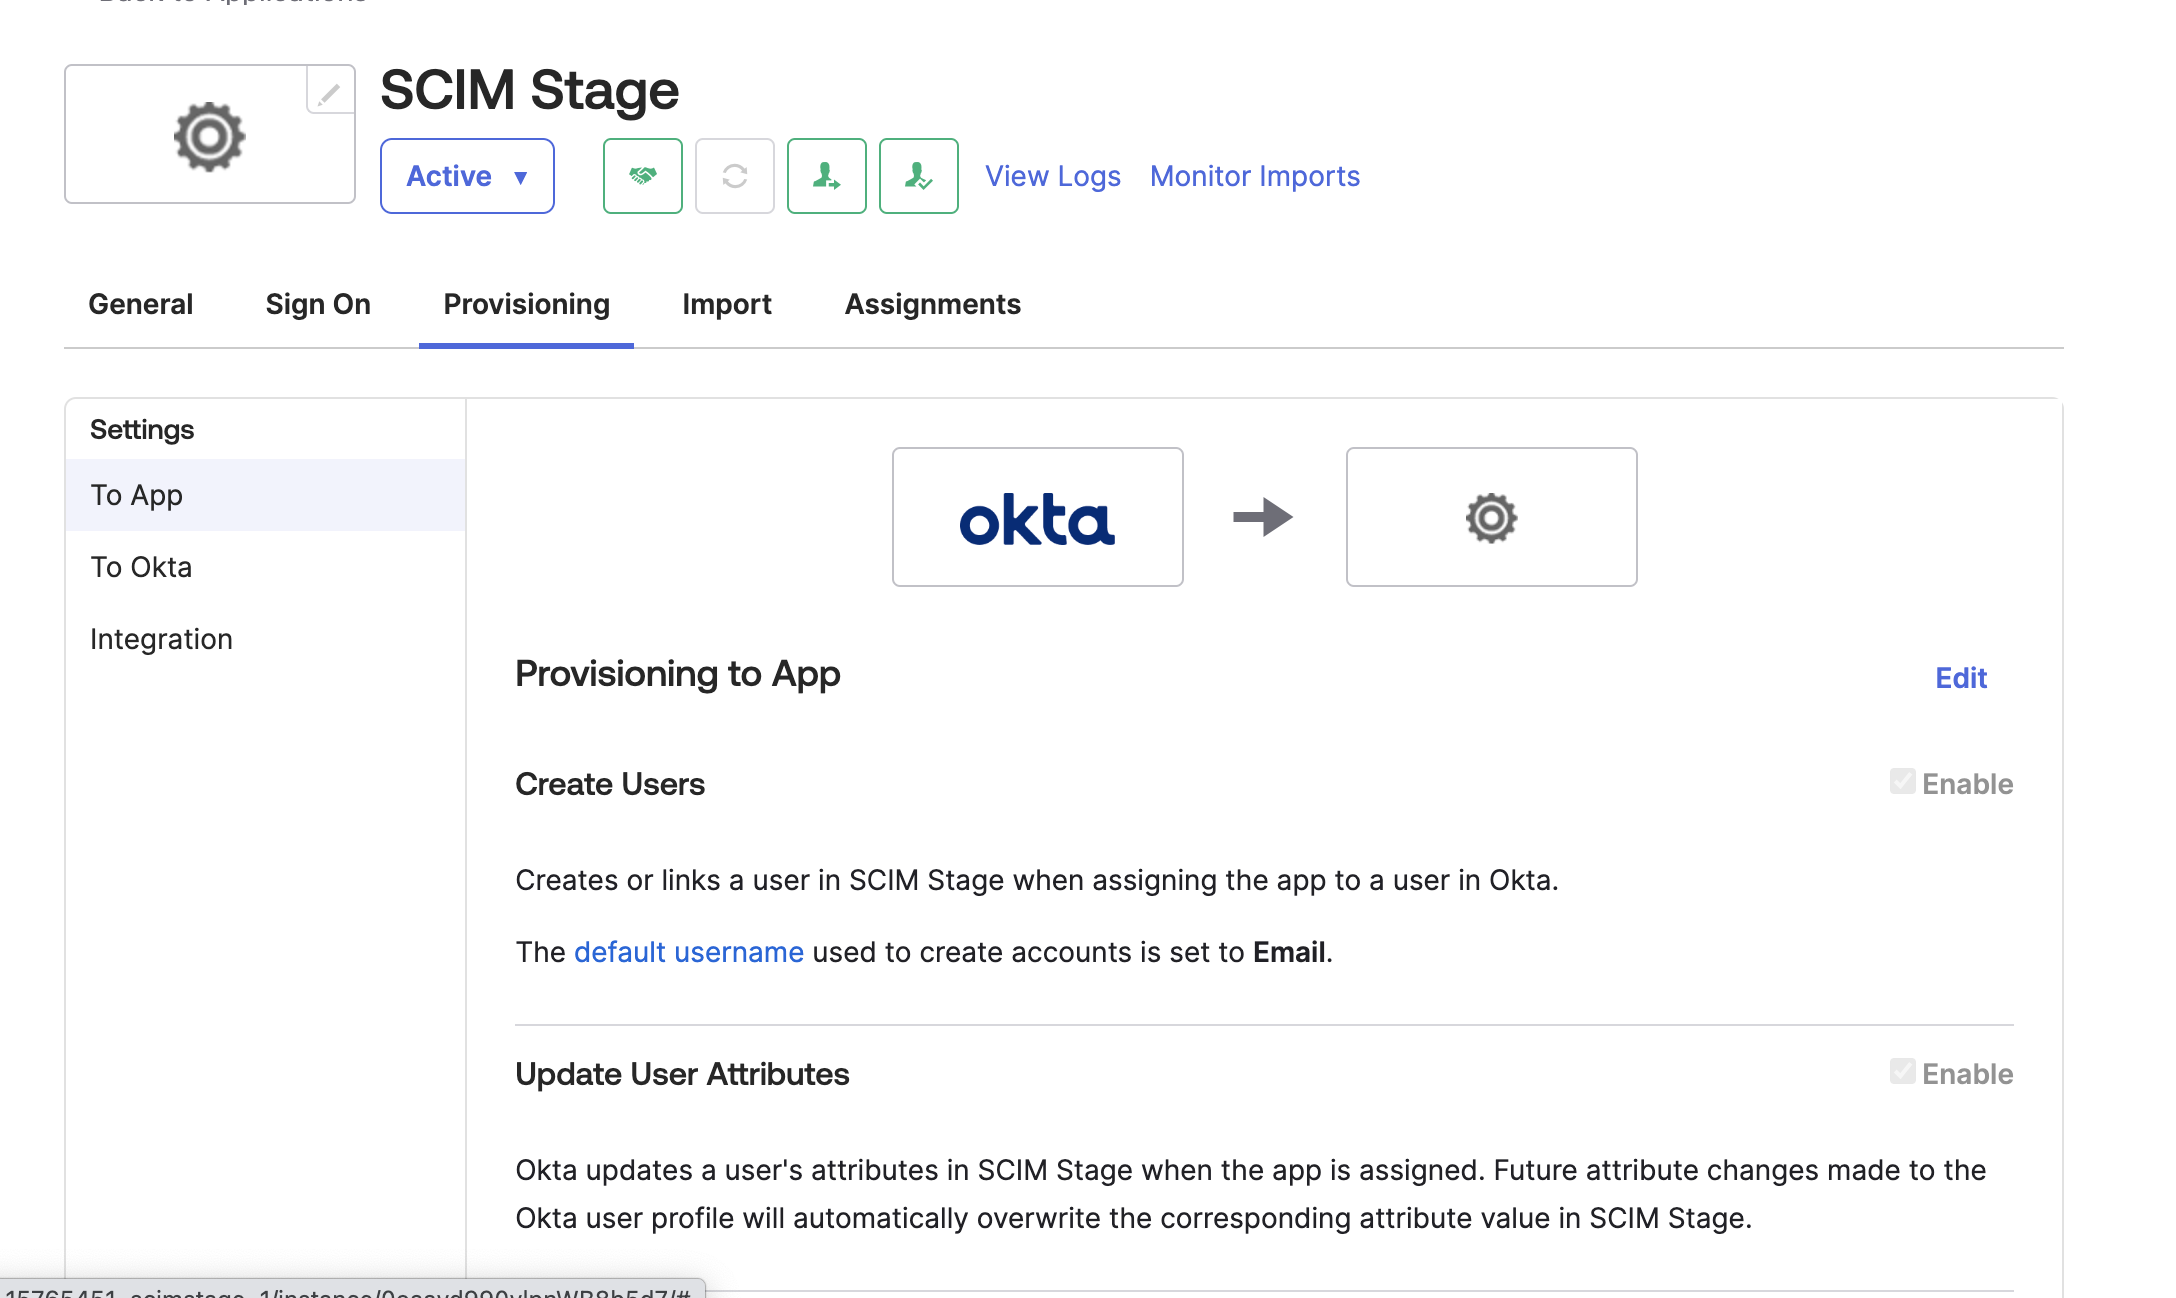 Back to Applications
SCIM Stage
Active ▼
View Logs
Monitor Imports
General
Sign On
Provisioning
Import
Assignments
Settings
To App
To Okta
Integration
okta
Provisioning to App
Edit
Create Users
Enable
Creates or links a user in SCIM Stage when assigning the app to a user in Okta.
The default username used to create accounts is set to Email.
Update User Attributes
Enable
Okta updates a user's attributes in SCIM Stage when the app is assigned. Future attribute changes made to the
Okta user profile will automatically overwrite the corresponding attribute value in SCIM Stage.